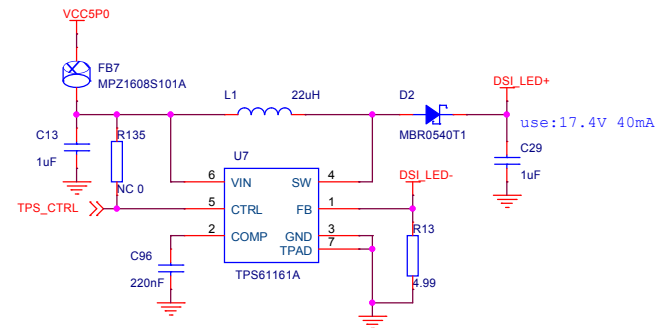 VCC5P0
FB7
MPZ1608S101A
L1
22uH
D2
DSI_LED+
use:17.4V 40mA
MBR0540T1
C13
1uF
R135
NC 0
C29
1uF
U7
6
VIN
SW
4
DSI_LED-
TPS_CTRL
5
CTRL
FB
1
2
COMP
GND
3
TPAD
7
R13
4.99
C96
220nF
TPS61161A